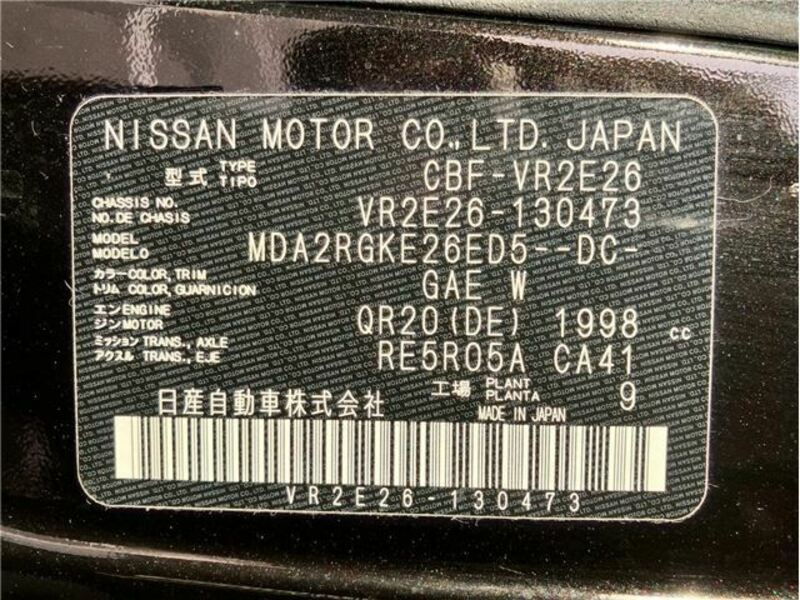 NISSAN MOTOR CO.,LTD. JAPAN
型式 TYPE TIPO CBF-VR2E26
CHASSIS NO. NO.DE CHASIS VR2E26-130473
MODEL MODELO MDA2RGKE26ED5--DC-
カラー COLOR, TRIM トリム COLOR, GUARNICION GAE W
エンジン ENGINE MOTOR QR20(DE) 1998 cc
ミッション TRANS., AXLE アクスル TRANS., EJE RE5R05A CA41
工場 PLANT PLANTA 9
日産自動車株式会社 MADE IN JAPAN
VR2E26-130473